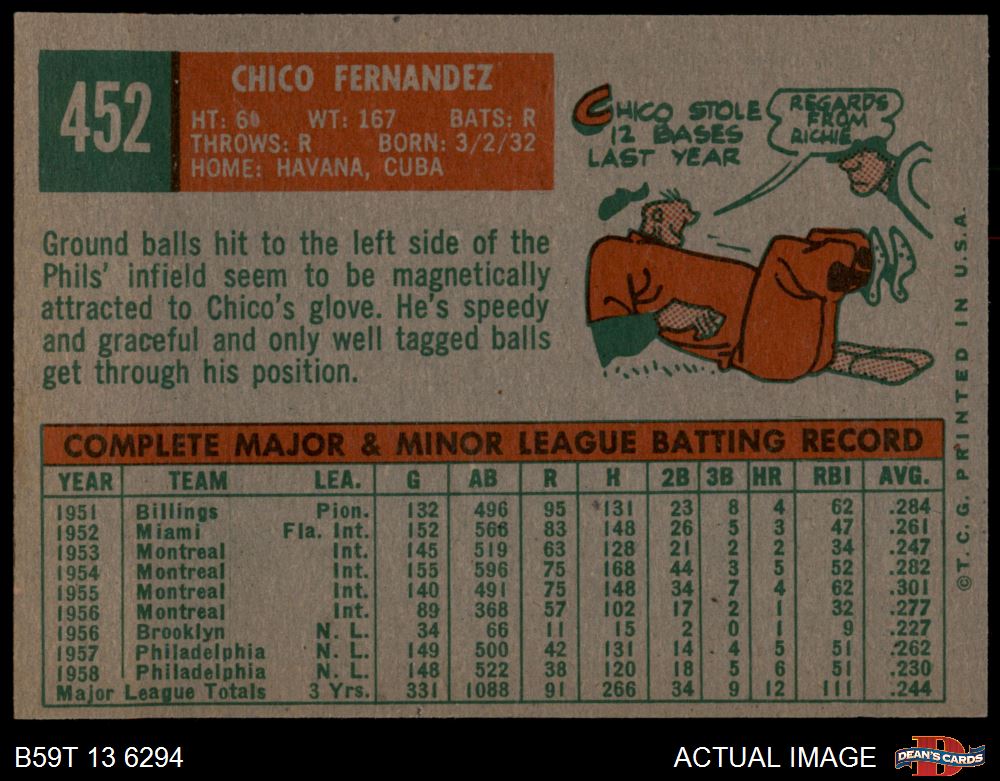 452
CHICO FERNANDEZ
HT: 60 WT: 167 BATS: R
THROWS: R BORN: 3/2/32
HOME: HAVANA, CUBA
CHICO STOLE
12 BASES
LAST YEAR
REGARDS
FROM
RICHIE
Ground balls hit to the left side of the
Phils' infield seem to be magnetically
attracted to Chico's glove. He's speedy
and graceful and only well tagged balls
get through his position.
COMPLETE MAJOR & MINOR LEAGUE BATTING RECORD
YEAR TEAM LEA. G AB R H 2B 3B HR RBI AVG.
1951 Billings Pion. 132 496 95 131 23 8 4 62 .284
1952 Miami Fla. Int. 152 566 83 148 26 5 3 47 .261
1953 Montreal Int. 145 519 63 128 21 2 2 34 .247
1954 Montreal Int. 155 596 75 168 44 3 5 52 .282
1955 Montreal Int. 140 491 75 148 34 7 4 62 .301
1956 Montreal Int. 89 368 57 102 17 2 1 32 .277
1956 Brooklyn N. L. 34 66 11 15 2 0 1 9 .227
1957 Philadelphia N. L. 149 500 42 131 14 4 5 51 .262
1958 Philadelphia N. L. 148 522 38 120 18 5 6 51 .230
Major League Totals 3 Yrs. 331 1088 91 266 34 9 12 111 .244
© T. C. G. PRINTED IN U.S.A.
B59T 13 6294
ACTUAL IMAGE
D
DEAN'S CARDS